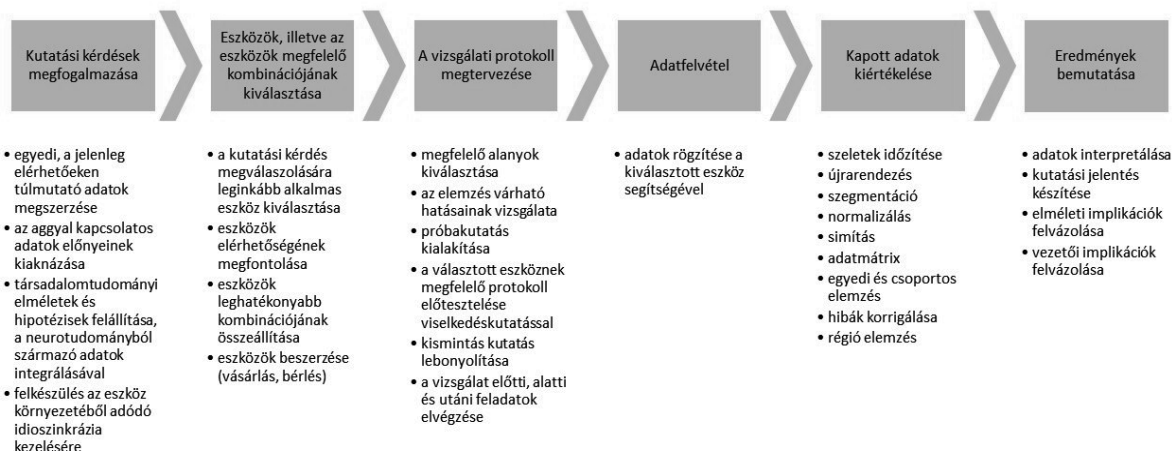 Kutatási kérdések
megfogalmazása
Eszközök, illetve az
eszközök megfelelő
kombinációjának
kiválasztása
A vizsgálati protokoll
megtervezése
Adatfelvétel
Kapott adatok
kiértékelése
Eredmények
bemutatása
• egyedi, a jelenleg
elérhetőeken
túlmutató adatok
megszerzése
• az aggyal kapcsolatos
adatok előnyeinek
kiaknázása
• társadalomtudományi
elméletek és
hipotézisek felállítása,
a neurotudományból
származó adatok
integrálásával
• felkészülés az eszköz
környezetéből adódó
idioszinkrázia
kezelésére
• a kutatási kérdés
megválaszolására
leginkább alkalmas
eszköz kiválasztása
• eszközök
elérhetőségének
megfontolása
• eszközök
leghatékonyabb
kombinációjának
összeállítása
• eszközök beszerzése
(vásárlás, bérlés)
• megfelelő alanyok
kiválasztása
• az elemzés várható
hatásainak vizsgálata
• próbakutatás
kialakítása
• a választott eszköznek
megfelelő protokoll
előtesztelése
viselkedéskutatással
• kismintás kutatás
lebonyolítása
• a vizsgálat előtti, alatti
és utáni feladatok
elvégzése
• adatok rögzítése a
kiválasztott eszköz
segítségével
• szeletek időzítése
• újrarendezés
• szegmentáció
• normalizálás
• simítás
• adatmátrix
• egyedi és csoportos
elemzés
• hibák korrigálása
• régió elemzés
• adatok interpretálása
• kutatási jelentés
készítése
• elméleti implikációk
felvázolása
• vezetői implikációk
felvázolása